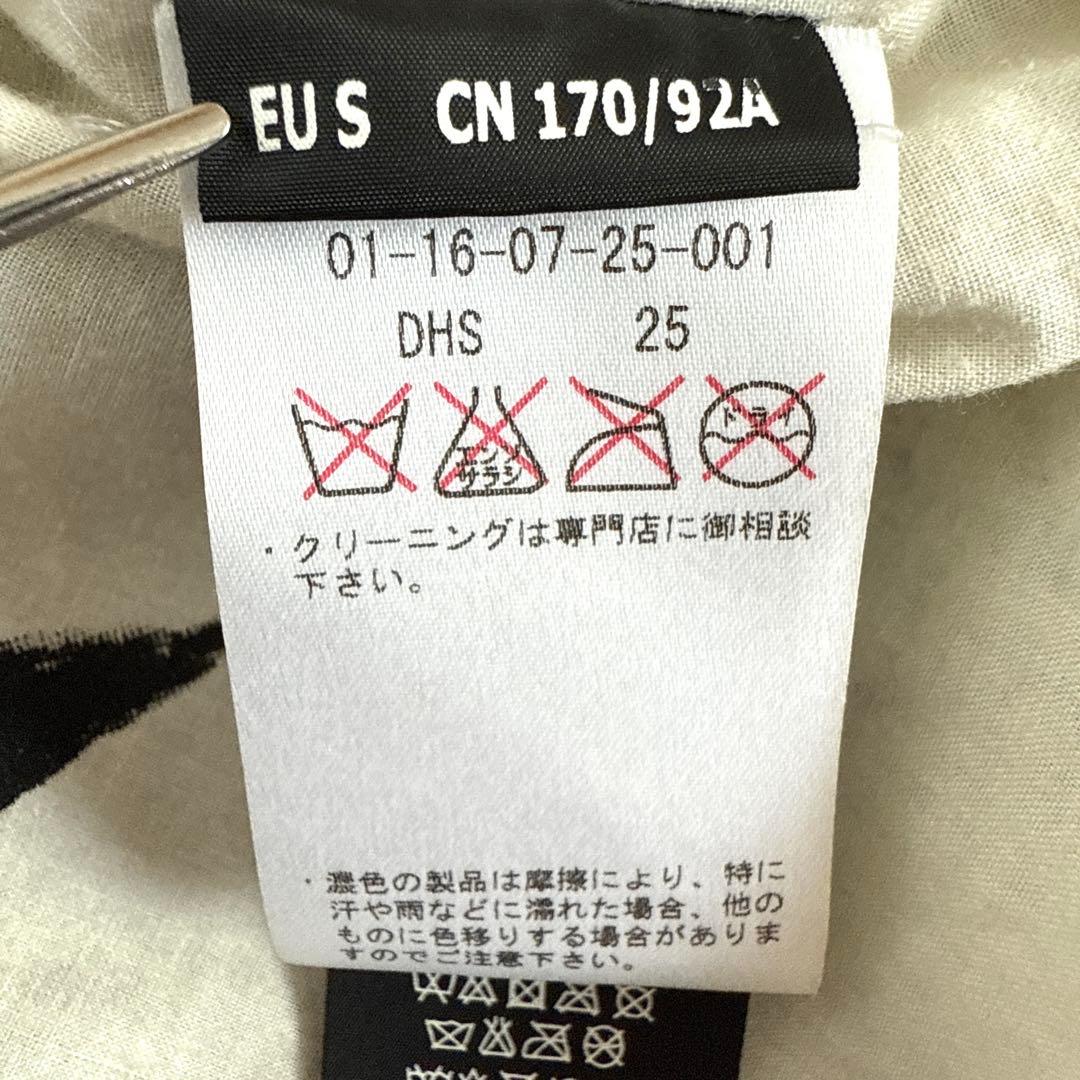 EU S CN 170/92A
01-16-07-25-001
DHS 25
エンソ サラシ ドライ
・クリーニングは専門店に御相談
下さい。
・濃色の製品は摩擦により、特に
汗や雨などに濡れた場合、他の
ものに色移りする場合がありま
すのでご注意下さい。